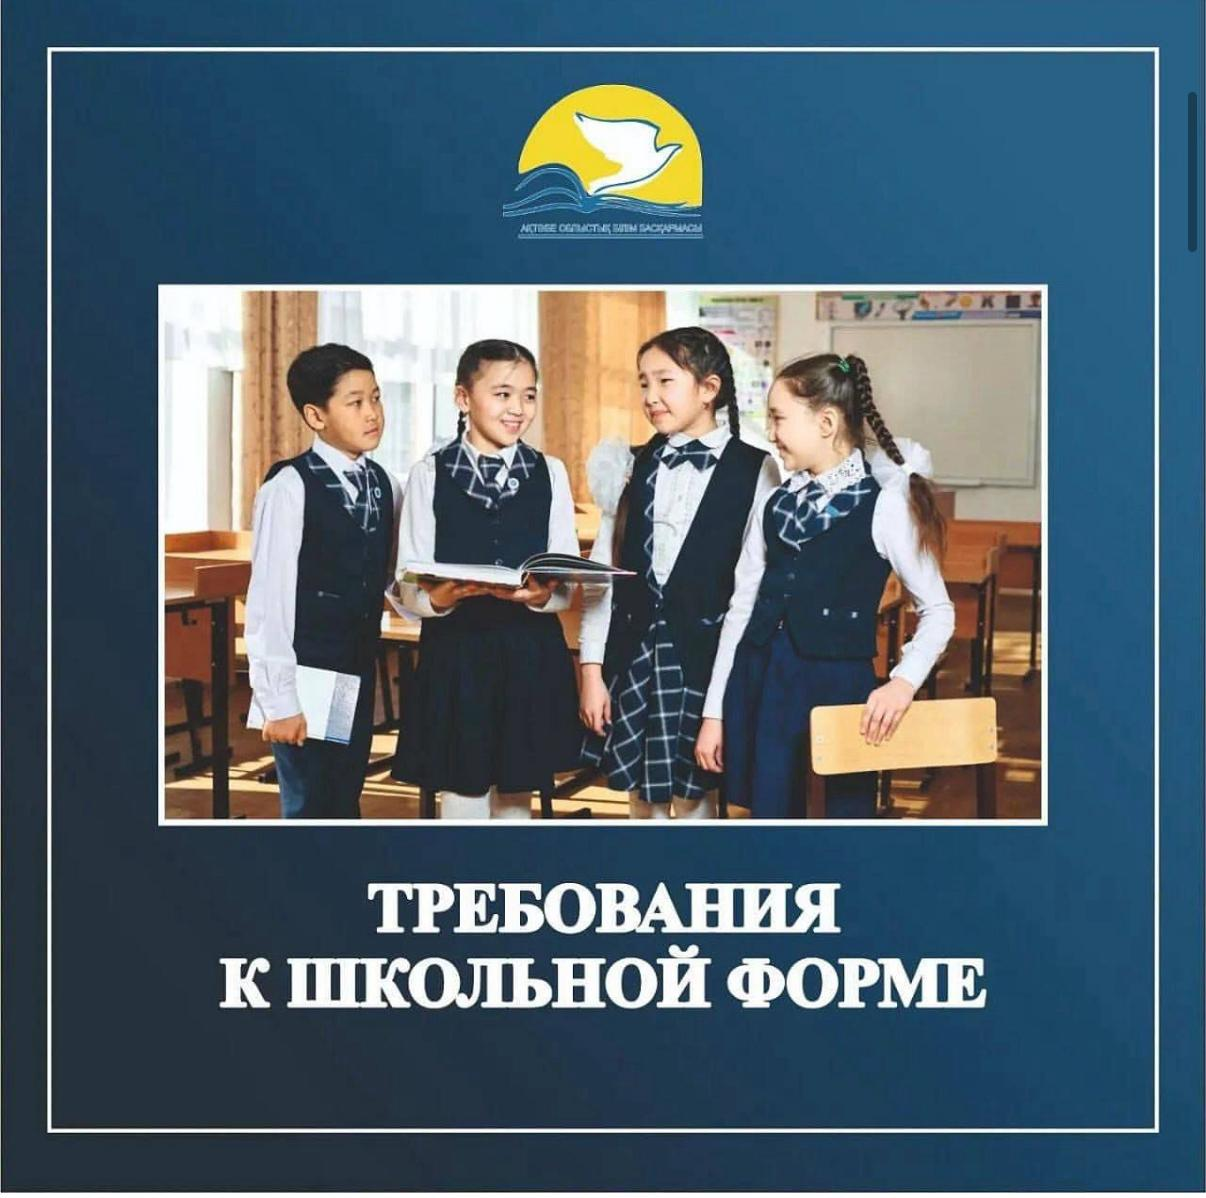 АҚТӨБЕ ОБЛЫСТЫҚ БІЛІМ БАСҚАРМАСЫ
ТРЕБОВАНИЯ
К ШКОЛЬНОЙ ФОРМЕ